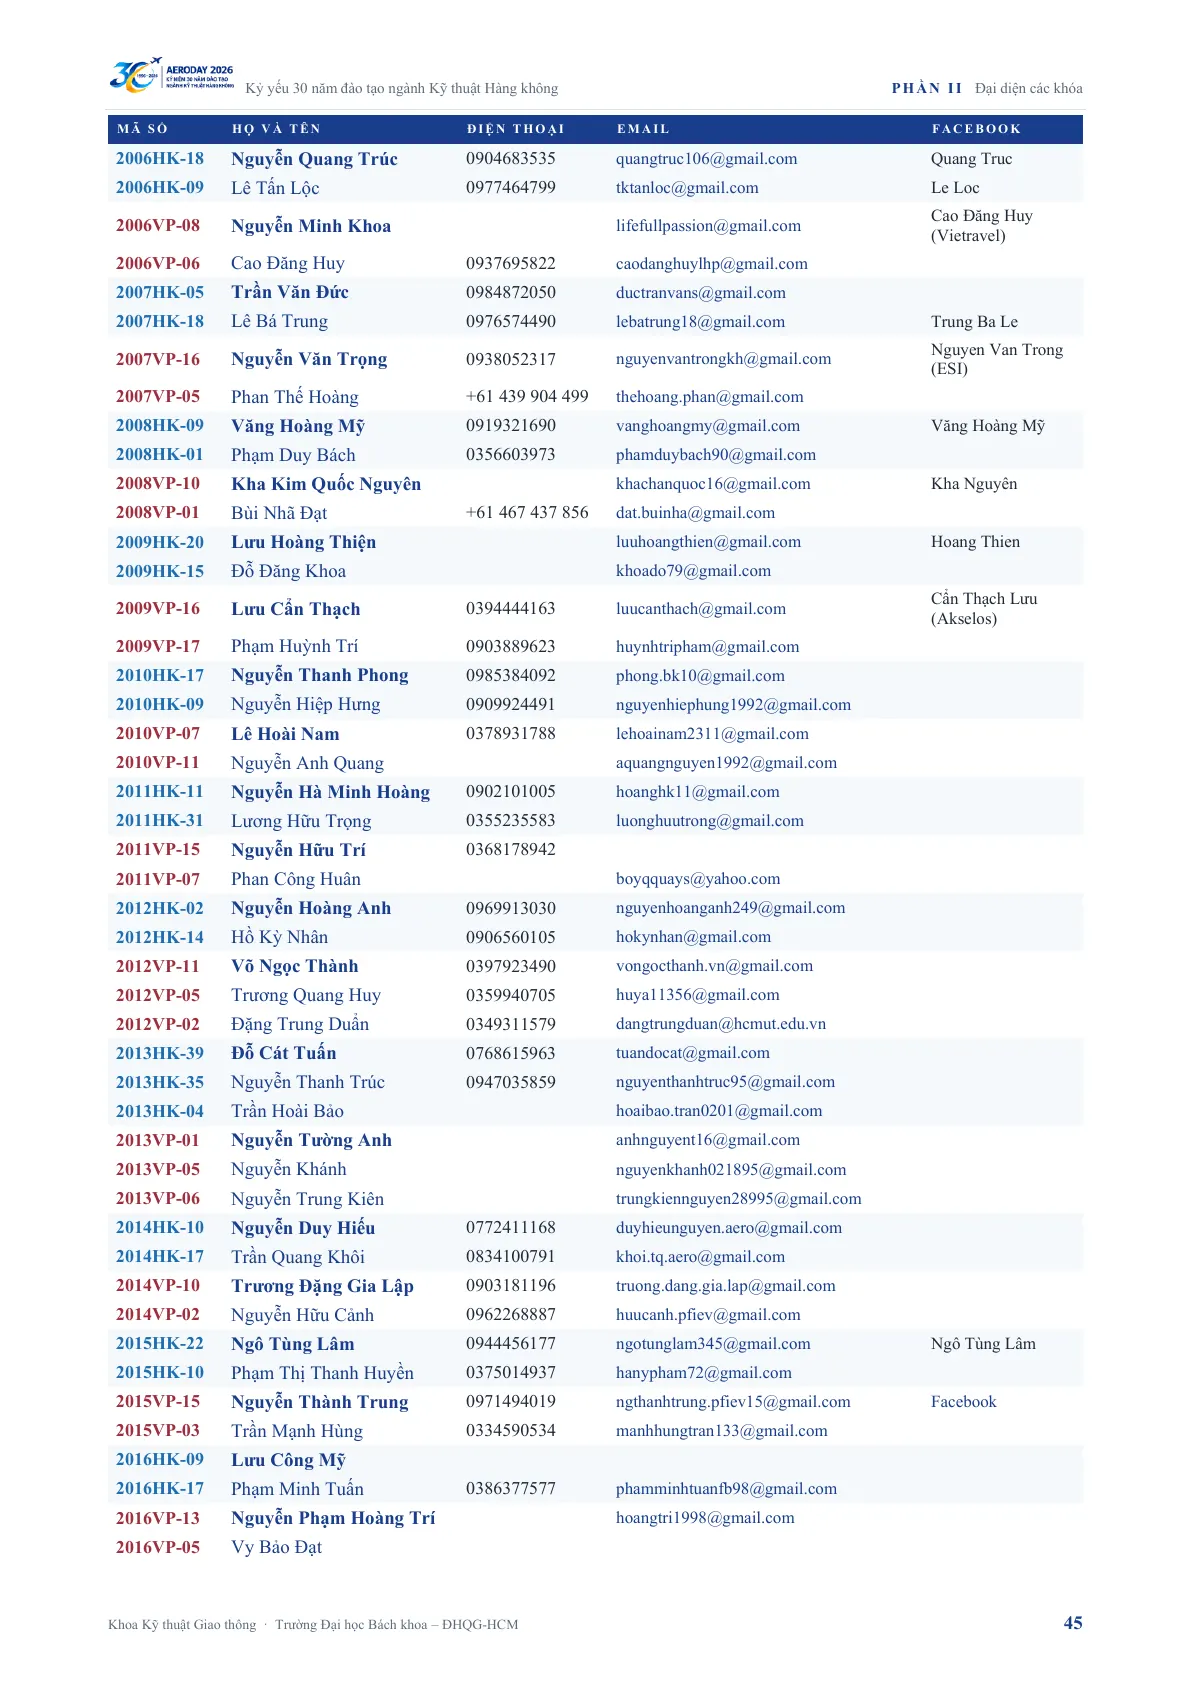 30 AERODAY 2026
1996 - 2026 KỶ NIỆM 30 NĂM ĐÀO TẠO
NGÀNH KỸ THUẬT HÀNG KHÔNG
Kỷ yếu 30 năm đào tạo ngành Kỹ thuật Hàng không PHẦN II Đại diện các khóa
MÃ SỐ HỌ VÀ TÊN ĐIỆN THOẠI EMAIL FACEBOOK
2006HK-18 Nguyễn Quang Trúc 0904683535 quangtruc106@gmail.com Quang Truc
2006HK-09 Lê Tấn Lộc 0977464799 tktanloc@gmail.com Le Loc
2006VP-08 Nguyễn Minh Khoa lifefullpassion@gmail.com Cao Đăng Huy
(Vietravel)
2006VP-06 Cao Đăng Huy 0937695822 caodanghuylhp@gmail.com
2007HK-05 Trần Văn Đức 0984872050 ductranvans@gmail.com
2007HK-18 Lê Bá Trung 0976574490 lebatrung18@gmail.com Trung Ba Le
2007VP-16 Nguyễn Văn Trọng 0938052317 nguyenvantrongkh@gmail.com Nguyen Van Trong
(ESI)
2007VP-05 Phan Thế Hoàng +61 439 904 499 thehoang.phan@gmail.com
2008HK-09 Văng Hoàng Mỹ 0919321690 vanghoangmy@gmail.com Văng Hoàng Mỹ
2008HK-01 Phạm Duy Bách 0356603973 phamduybach90@gmail.com
2008VP-10 Kha Kim Quốc Nguyên khachanquoc16@gmail.com Kha Nguyên
2008VP-01 Bùi Nhã Đạt +61 467 437 856 dat.buinha@gmail.com
2009HK-20 Lưu Hoàng Thiện luuhoangthien@gmail.com Hoang Thien
2009HK-15 Đỗ Đăng Khoa khoado79@gmail.com
2009VP-16 Lưu Cẩn Thạch 0394444163 luucanthach@gmail.com Cẩn Thạch Lưu
(Akselos)
2009VP-17 Phạm Huỳnh Trí 0903889623 huynhtripham@gmail.com
2010HK-17 Nguyễn Thanh Phong 0985384092 phong.bk10@gmail.com
2010HK-09 Nguyễn Hiệp Hưng 0909924491 nguyenhiephung1992@gmail.com
2010VP-07 Lê Hoài Nam 0378931788 lehoainam2311@gmail.com
2010VP-11 Nguyễn Anh Quang aquangnguyen1992@gmail.com
2011HK-11 Nguyễn Hà Minh Hoàng 0902101005 hoanghk11@gmail.com
2011HK-31 Lương Hữu Trọng 0355235583 luonghuutrong@gmail.com
2011VP-15 Nguyễn Hữu Trí 0368178942
2011VP-07 Phan Công Huân boyqquays@yahoo.com
2012HK-02 Nguyễn Hoàng Anh 0969913030 nguyenhoanganh249@gmail.com
2012HK-14 Hồ Kỳ Nhân 0906560105 hokynhan@gmail.com
2012VP-11 Võ Ngọc Thành 0397923490 vongocthanh.vn@gmail.com
2012VP-05 Trương Quang Huy 0359940705 huya11356@gmail.com
2012VP-02 Đặng Trung Duẩn 0349311579 dangtrungduan@hcmut.edu.vn
2013HK-39 Đỗ Cát Tuấn 0768615963 tuandocat@gmail.com
2013HK-35 Nguyễn Thanh Trúc 0947035859 nguyenthanhtruc95@gmail.com
2013HK-04 Trần Hoài Bảo hoaibao.tran0201@gmail.com
2013VP-01 Nguyễn Tường Anh anhnguyent16@gmail.com
2013VP-05 Nguyễn Khánh nguyenkhanh021895@gmail.com
2013VP-06 Nguyễn Trung Kiên trungkiennguyen28995@gmail.com
2014HK-10 Nguyễn Duy Hiếu 0772411168 duyhieunguyen.aero@gmail.com
2014HK-17 Trần Quang Khôi 0834100791 khoi.tq.aero@gmail.com
2014VP-10 Trương Đặng Gia Lập 0903181196 truong.dang.gia.lap@gmail.com
2014VP-02 Nguyễn Hữu Cảnh 0962268887 huucanh.pfiev@gmail.com
2015HK-22 Ngô Tùng Lâm 0944456177 ngotunglam345@gmail.com Ngô Tùng Lâm
2015HK-10 Phạm Thị Thanh Huyền 0375014937 hanypham72@gmail.com
2015VP-15 Nguyễn Thành Trung 0971494019 ngthanhtrung.pfiev15@gmail.com Facebook
2015VP-03 Trần Mạnh Hùng 0334590534 manhhungtran133@gmail.com
2016HK-09 Lưu Công Mỹ
2016HK-17 Phạm Minh Tuấn 0386377577 phamminhtuanfb98@gmail.com
2016VP-13 Nguyễn Phạm Hoàng Trí hoangtri1998@gmail.com
2016VP-05 Vy Bảo Đạt
Khoa Kỹ thuật Giao thông · Trường Đại học Bách khoa – ĐHQG-HCM 45